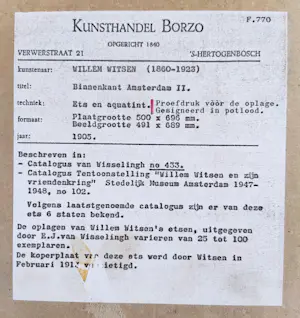 F.770
KUNSTHANDEL BORZO
OPGERICHT 1840
VERWERSTRAAT 21 'S-HERTOGENBOSCH
kunstenaar: WILLEM WITSEN (1860-1923)
titel: Binnenkant Amsterdam II.
techniek: Ets en aquatint. Proefdruk vòòr de oplage.
Gesigneerd in potlood.
formaat: Plaatgrootte 500 x 696 mm.
Beeldgrootte 491 x 689 mm.
jaar: 1905.
Beschreven in:
- Catalogus van Wisselingh no 433.
- Catalogus Tentoonstelling "Willem Witsen en zijn
vriendenkring" Stedelijk Museum Amsterdam 1947-
1948, no 102.
Volgens laatstgenoemde catalogus zijn er van deze
ets 6 staten bekend.
De oplagen van Willem Witsen's etsen, uitgegeven
door E.J.van Wisselingh varieren van 25 tot 100
exemplaren.
De koperplaat van deze ets werd door Witsen in
Februari 191 vernietigd.